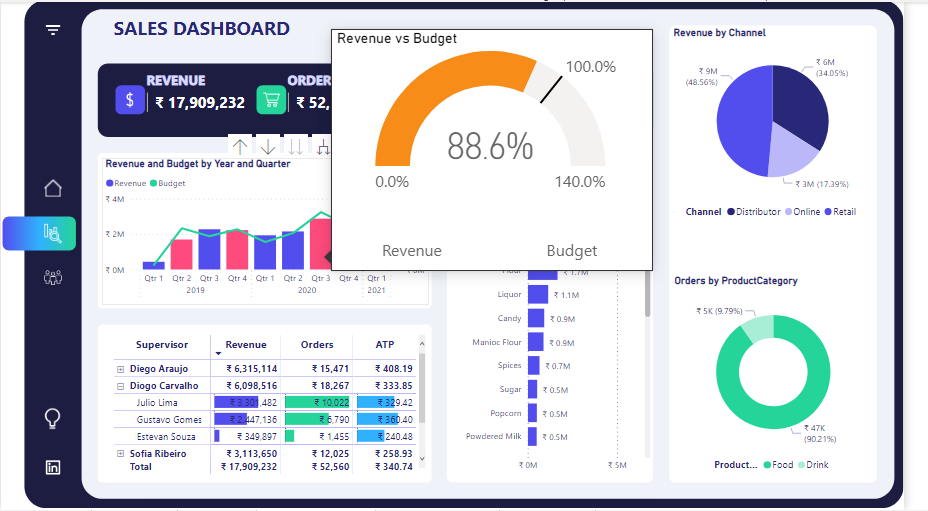 SALES DASHBOARD
REVENUE
₹ 17,909,232
$
ORDER
₹ 52,
Revenue vs Budget
100.0%
88.6%
0.0%
140.0%
Revenue
Budget
Revenue and Budget by Year and Quarter
Revenue Budget
₹ 4M
₹ 2M
₹ 0M
Qtr 1 Qtr 2 Qtr 3 Qtr 4 Qtr 1 Qtr 2 Qtr 3 Qtr 4 Qtr 1
2019 2020 2021
Supervisor Revenue Orders ATP
Diego Araujo ₹ 6,315,114 ₹ 15,471 ₹ 408.19
Diogo Carvalho ₹ 6,098,516 ₹ 18,267 ₹ 333.85
Julio Lima ₹ 3,301,482 ₹ 10,022 ₹ 329.42
Gustavo Gomes ₹ 2,447,136 ₹ 6,790 ₹ 360.40
Estevan Souza ₹ 349,897 ₹ 1,455 ₹ 240.48
Sofia Ribeiro ₹ 3,113,650 ₹ 12,025 ₹ 258.93
Total ₹ 17,909,232 ₹ 52,560 ₹ 340.74
₹ 1.7M
Liquor ₹ 1.1M
Candy ₹ 0.9M
Manioc Flour ₹ 0.9M
Spices ₹ 0.7M
Sugar ₹ 0.5M
Popcorn ₹ 0.5M
Powdered Milk ₹ 0.5M
₹ 0M ₹ 5M
Revenue by Channel
₹ 6M
(34.05%)
₹ 9M
(48.56%)
₹ 3M (17.39%)
Channel Distributor Online Retail
Orders by ProductCategory
₹ 5K (9.79%)
₹ 47K
(90.21%)
Product... Food Drink
in